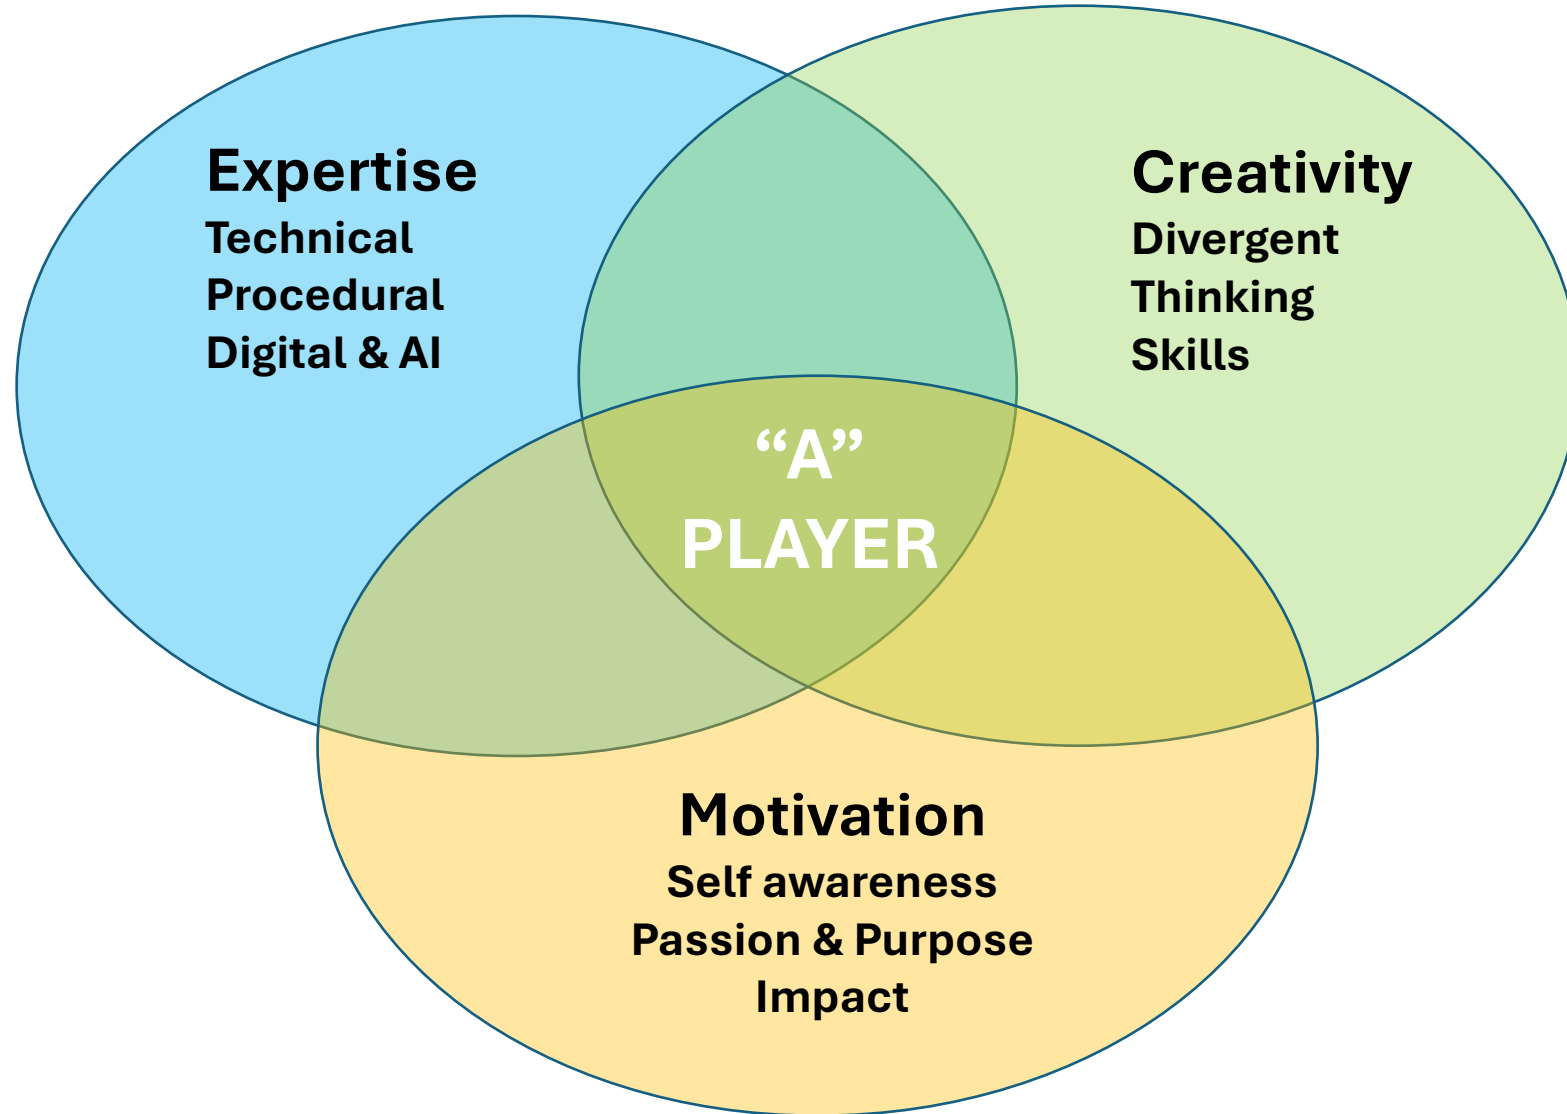 Expertise
Technical
Procedural
Digital & AI
Creativity
Divergent
Thinking
Skills
“A”
PLAYER
Motivation
Self awareness
Passion & Purpose
Impact